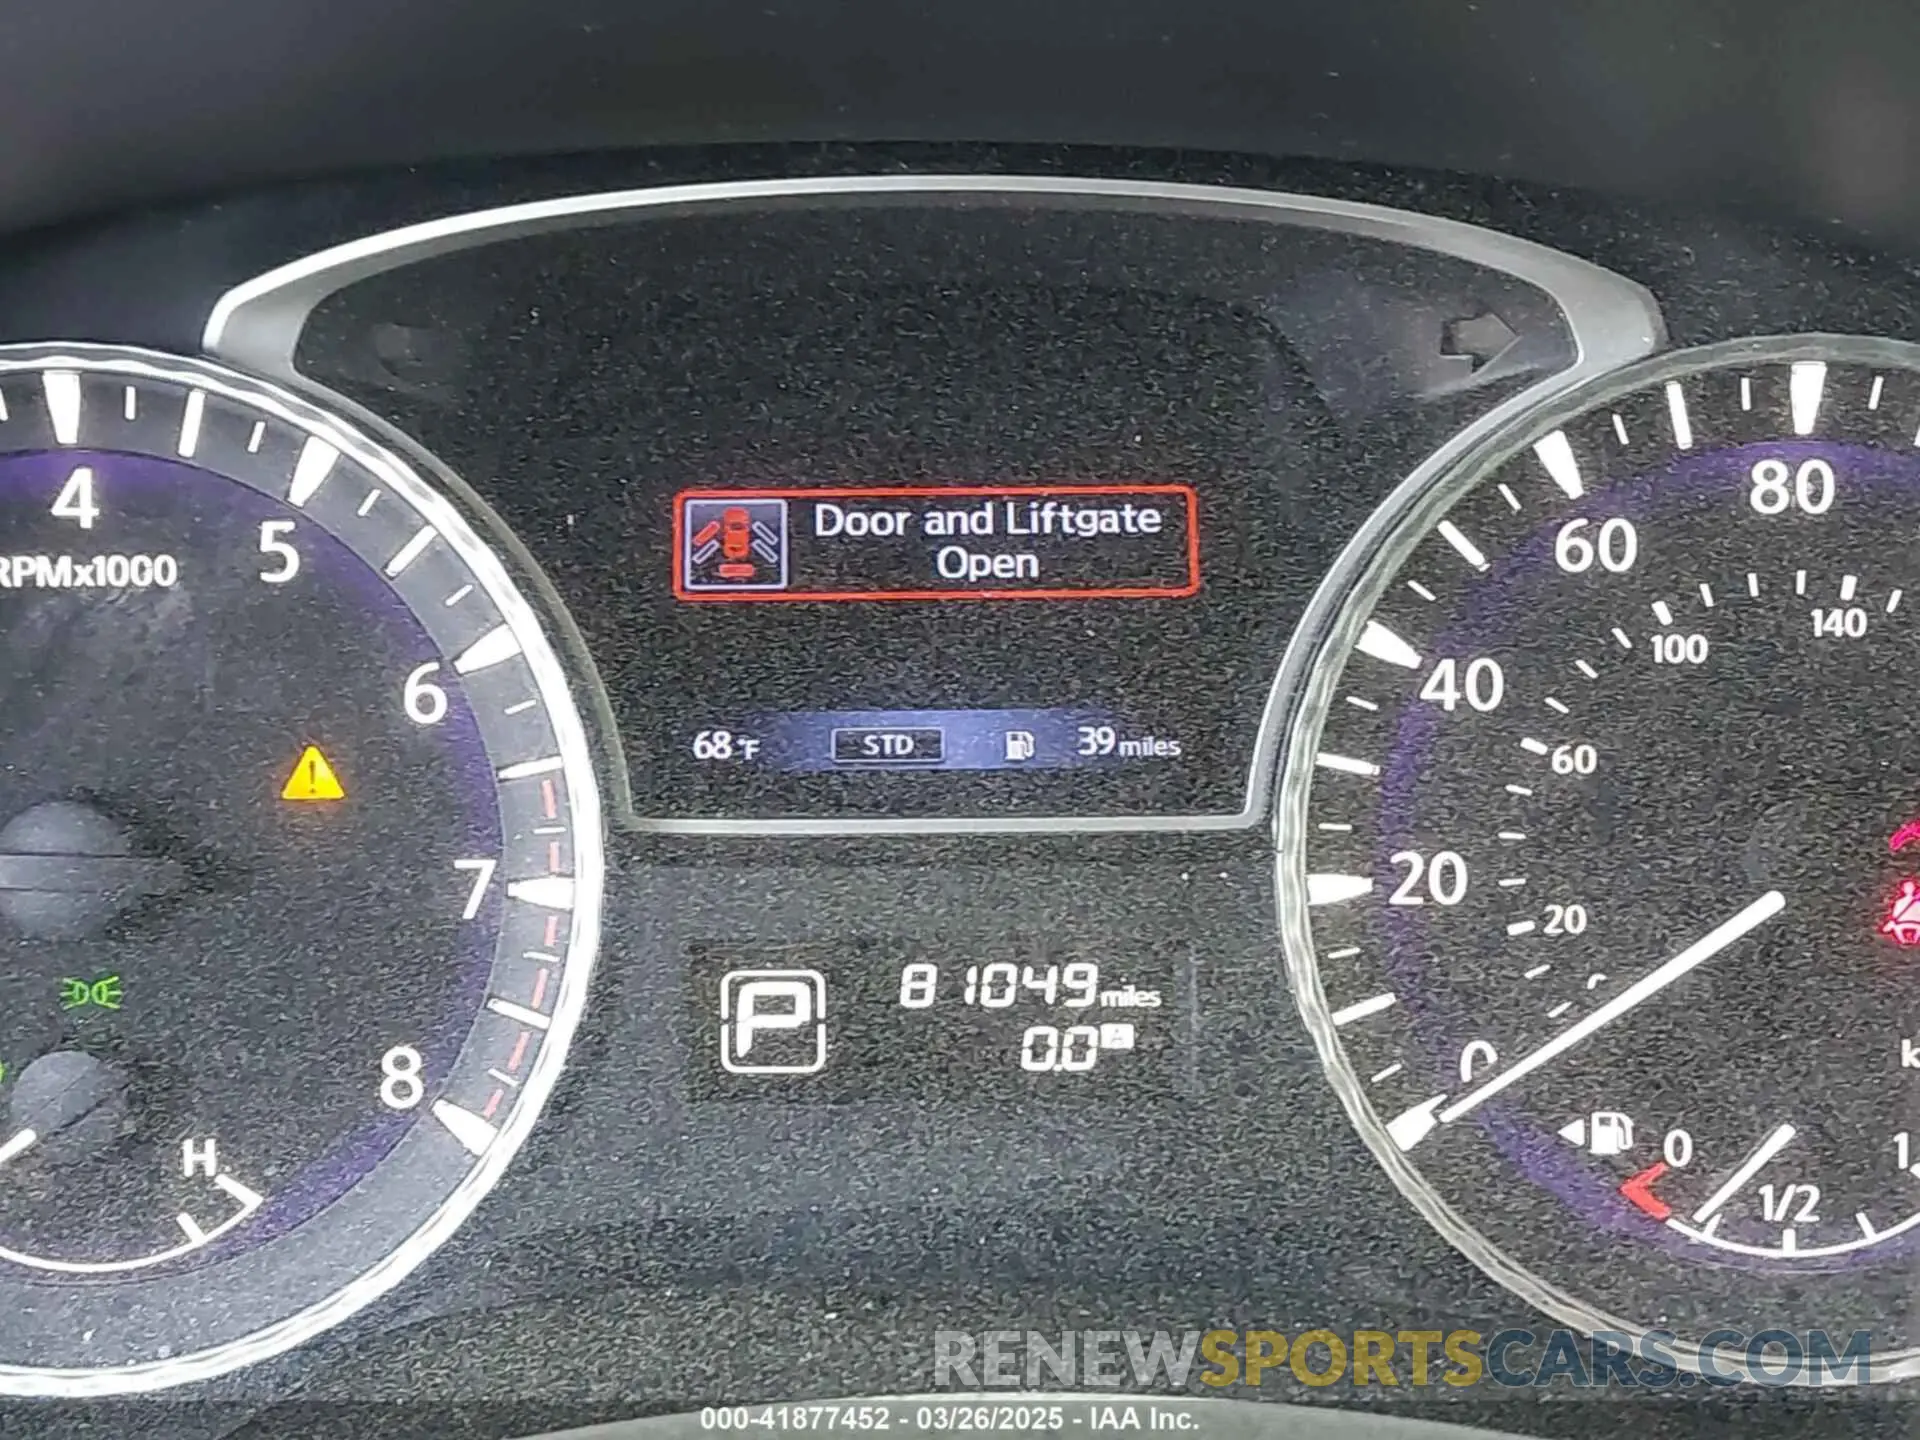 4
5
RPMx1000
6
7
8
H
Door and Liftgate
Open
68°F
STD
39 miles
P
81049 miles
0.0 A
80
60
40
20
0
140
100
60
20
0
1/2
1
RENEWSPORTSCARS.COM
000-41877452 - 03/26/2025 - IAA Inc.